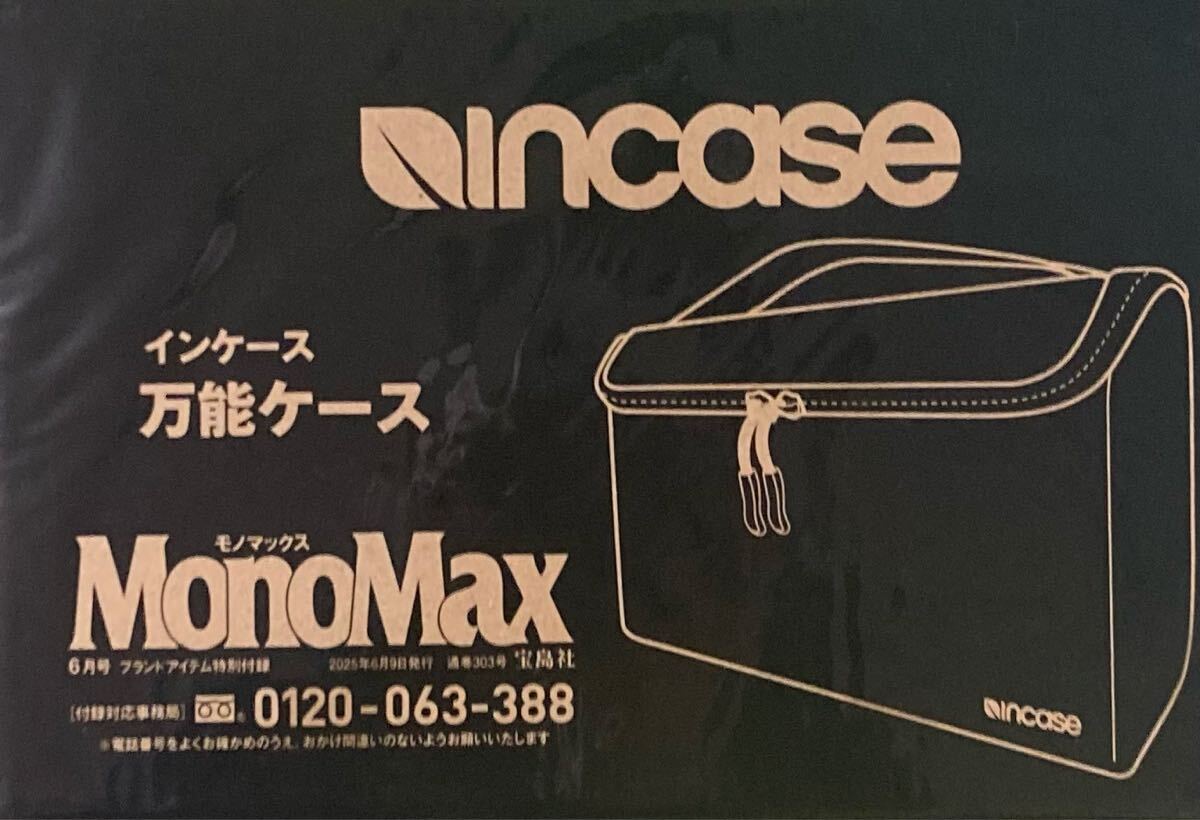 incase
インケース
万能ケース
モノマックス
MonoMax
6月号 ブランドアイテム特別付録 2025年6月9日発行 通巻303号 宝島社
[付録対応事務局] 0120-063-388
※電話番号をよくお確かめのうえ、おかけ間違いのないようお願いいたします
incase